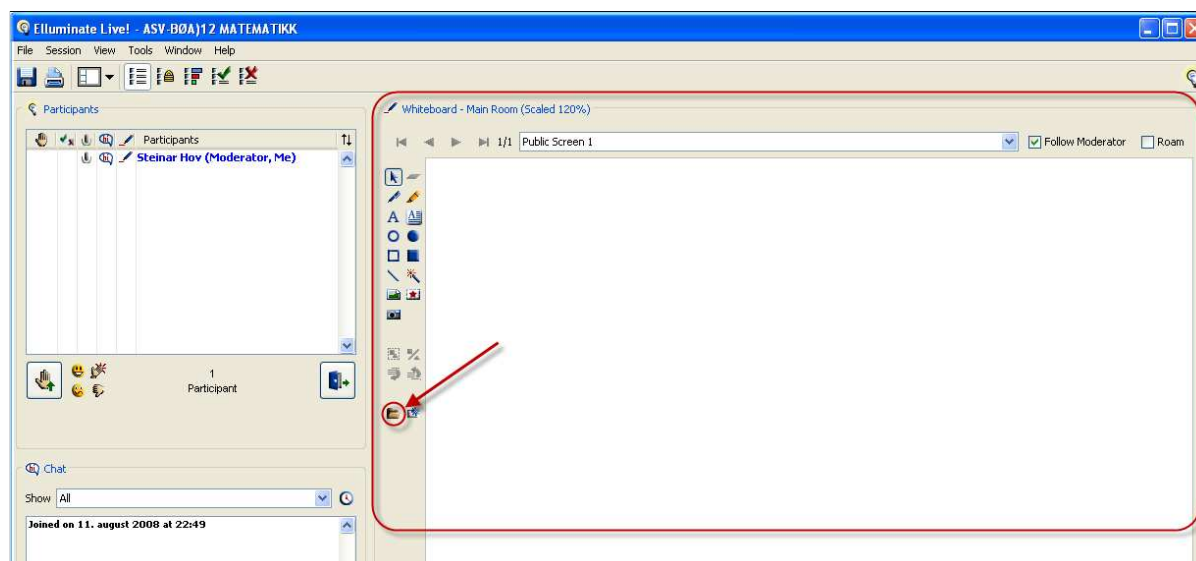 Elluminate Live! - ASV-BØA)12 MATEMATIKK
File Session View Tools Window Help
Participants
Participants
Steinar Hov (Moderator, Me)
1
Participant
Chat
Show All
Joined on 11. august 2008 at 22:49
Whiteboard - Main Room (Scaled 120%)
1/1 Public Screen 1 Follow Moderator Roam
A A